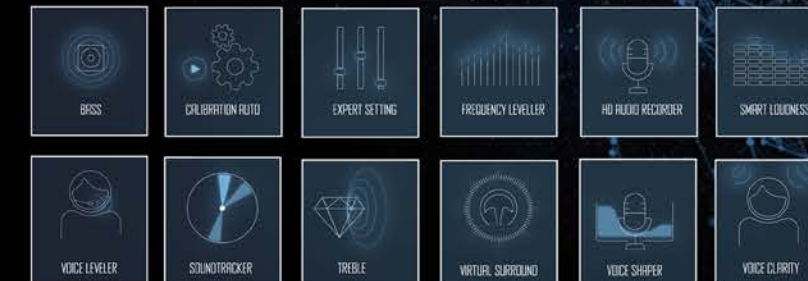 BASS
CALIBRATION AUTO
EXPERT SETTING
FREQUENCY LEVELLER
HD AUDIO RECORDER
SMART LOUDNESS
VOICE LEVELER
SOUNDTRACKER
TREBLE
VIRTUAL SURROUND
VOICE SHAPER
VOICE CLARITY